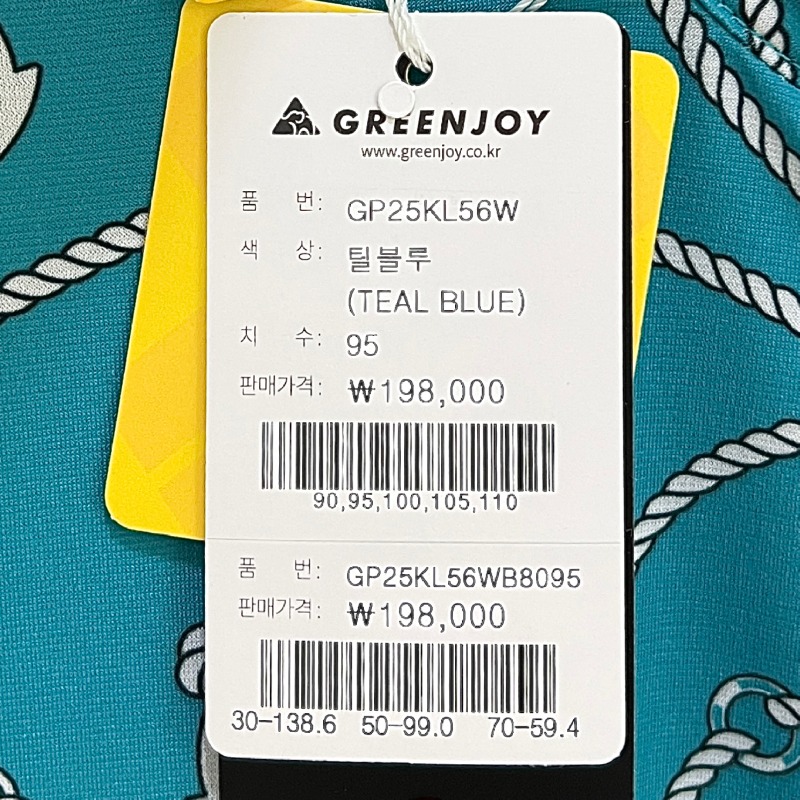 GREENJOY
www.greenjoy.co.kr
품 번: GP25KL56W
색 상: 틸블루
(TEAL BLUE)
치 수: 95
판매가격: ₩198,000
90,95,100,105,110
품 번: GP25KL56WB8095
판매가격: ₩198,000
30-138.6 50-99.0 70-59.4